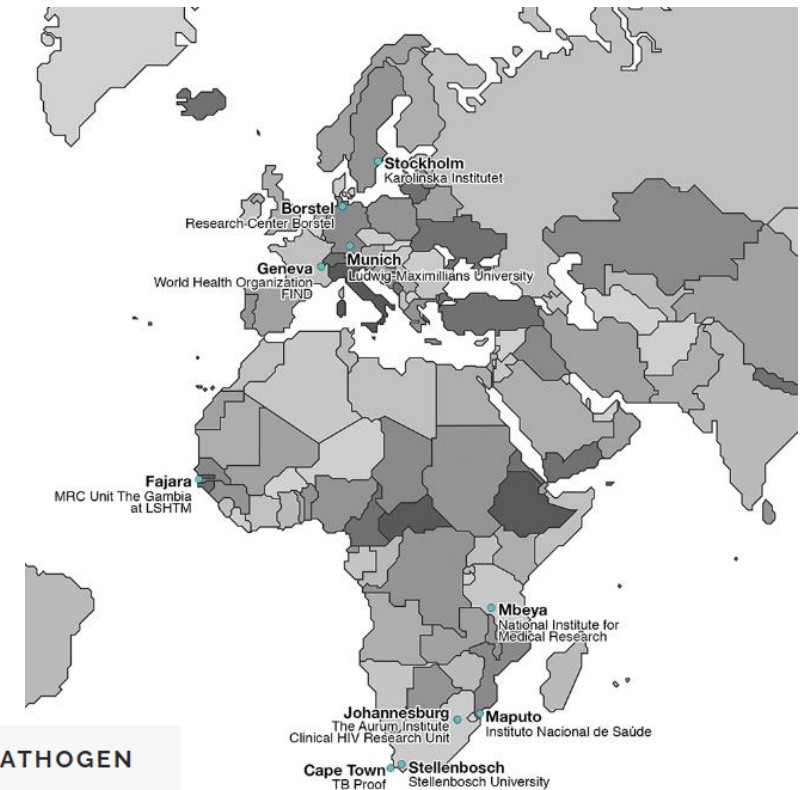 Stockholm
Karolinska Institutet
Borstel
Research Center Borstel
Munich
Ludwig-Maximillians University
Geneva
World Health Organization
FIND
Fajara
MRC Unit The Gambia
at LSHTM
Mbeya
National Institute for
Medical Research
Johannesburg
The Aurum Institute
Clinical HIV Research Unit
Maputo
Instituto Nacional de Saúde
Cape Town
TB Proof
Stellenbosch
Stellenbosch University
ATHOGEN